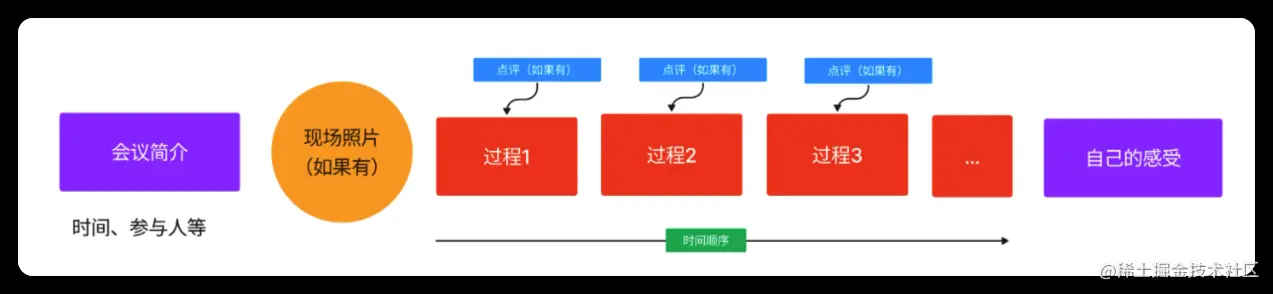 点评（如果有）
点评（如果有）
点评（如果有）
会议简介
现场照片
（如果有）
过程1
过程2
过程3
...
自己的感受
时间、参与人等
时间顺序
@稀土掘金技术社区